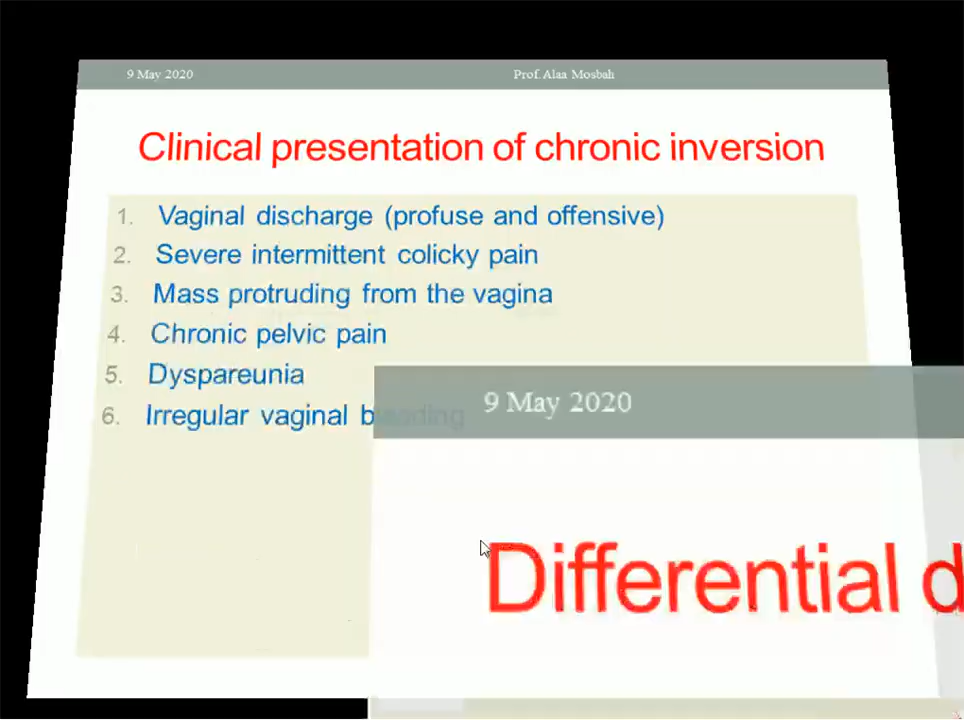 9 May 2020
Prof. Alaa Mosbah
Clinical presentation of chronic inversion
1. Vaginal discharge (profuse and offensive)
2. Severe intermittent colicky pain
3. Mass protruding from the vagina
4. Chronic pelvic pain
5. Dyspareunia
6. Irregular vaginal bleeding
9 May 2020
Differential d